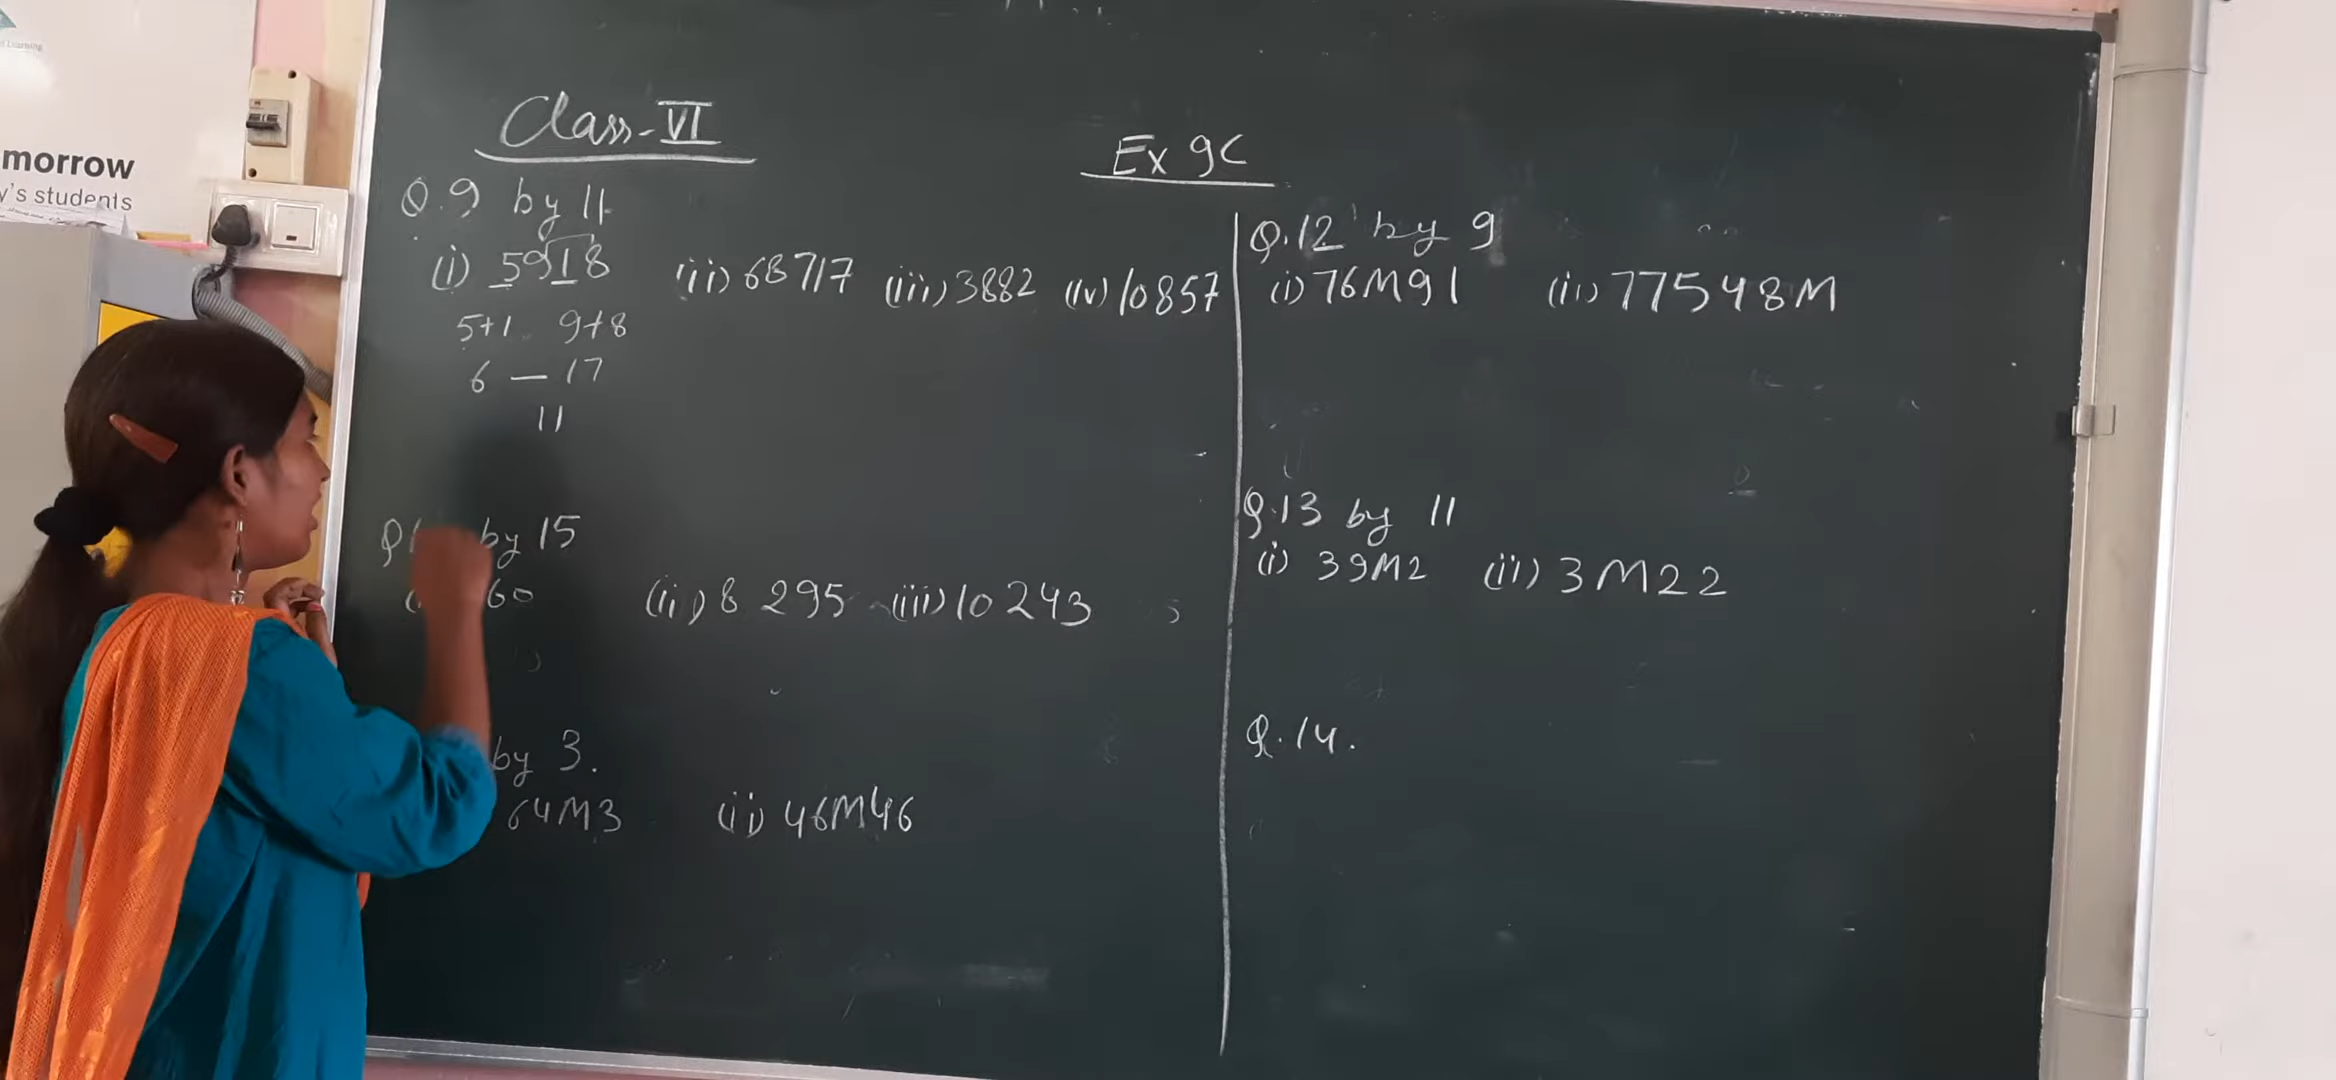 morrow
y's students
Class-VI
Ex 9C
Q.9 by 11
(i) 5918 (ii) 68717 (iii) 3882 (iv) 10857
5+1 9+8
6 — 17
11
by 15
60 (ii) 8 295 (iii) 10243
by 3.
64M3 (ii) 46M46
Q.12 by 9
(i) 76M91 (ii) 77548M
Q.13 by 11
(i) 39M2 (ii) 3M22
Q.14.